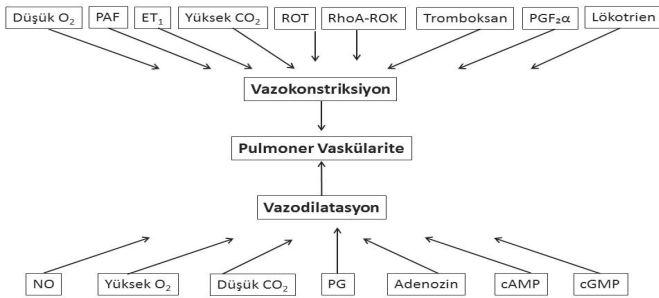 Düşük O₂ PAF ET₁ Yüksek CO₂ ROT RhoA-ROK Tromboksan PGF₂α Lökotrien
Vazokonstriksiyon
Pulmoner Vaskülarite
Vazodilatasyon
NO Yüksek O₂ Düşük CO₂ PG Adenozin cAMP cGMP